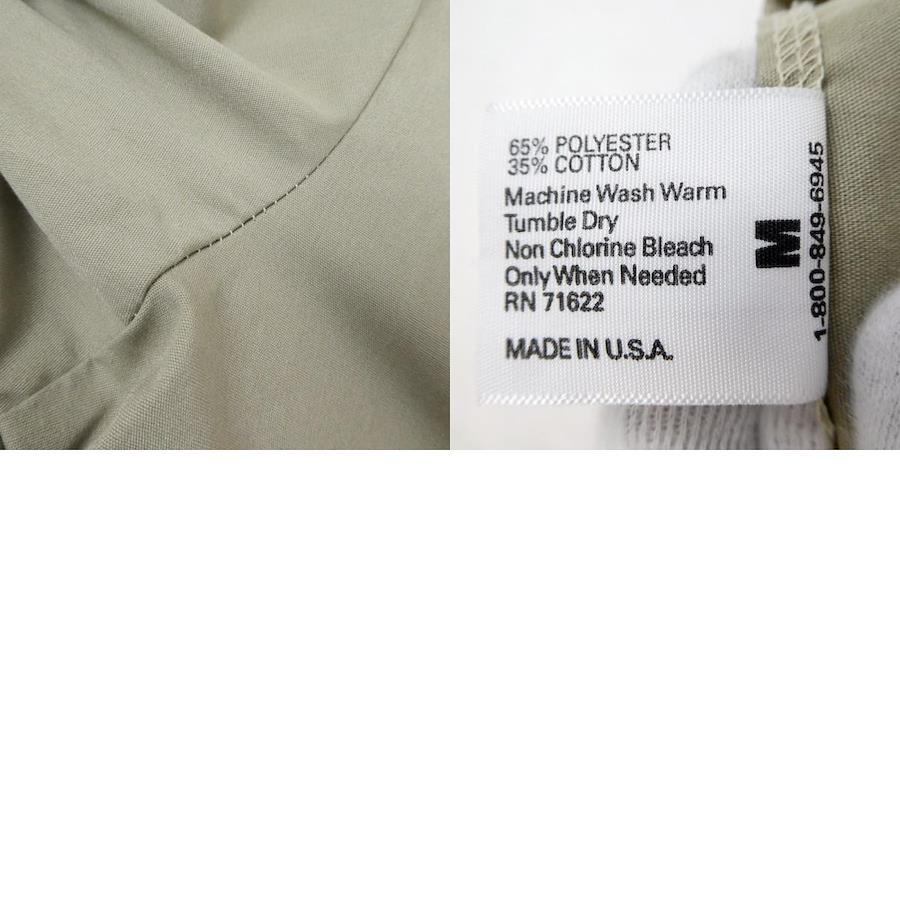 65% POLYESTER
35% COTTON
Machine Wash Warm
Tumble Dry
Non Chlorine Bleach
Only When Needed
RN 71622
MADE IN U.S.A.
M
1-800-849-6945